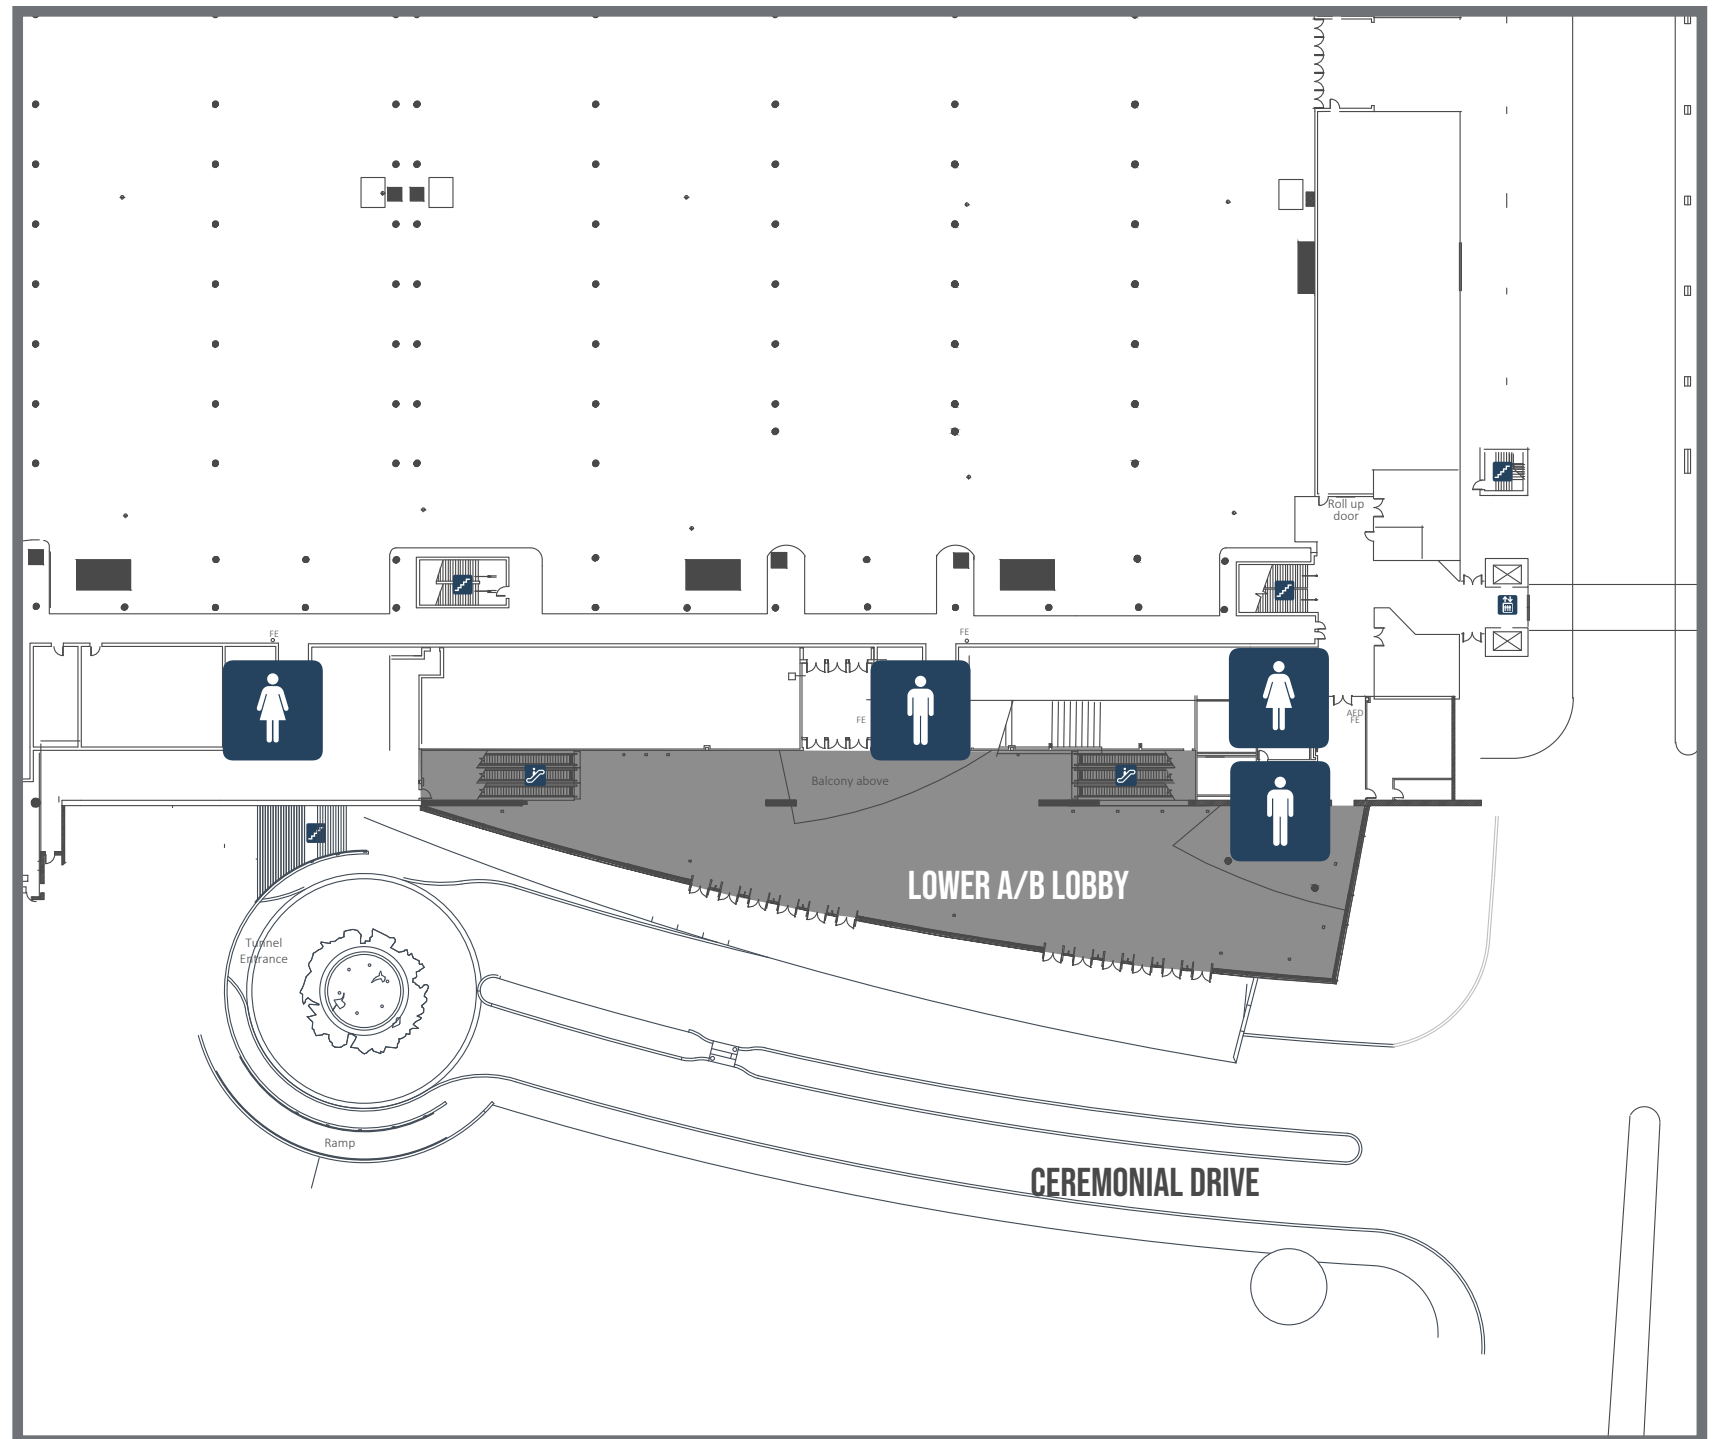 Roll up
door
FE
FE
AED
FE
FE
Balcony above
LOWER A/B LOBBY
Tunnel
Entrance
Ramp
CEREMONIAL DRIVE